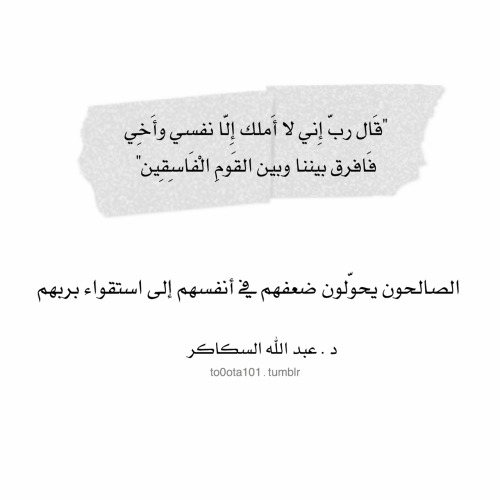 "قَال ربّ إِني لا أَملك إِلّا نفسي وأَخِي
فَافرق بيننا وبين القَومِ الْفَاسِقِين"
الصالحون يحوّلون ضعفهم في أنفسهم إلى استقواء بربهم
د . عبد الله السكاكر
to0ota101 . tumblr